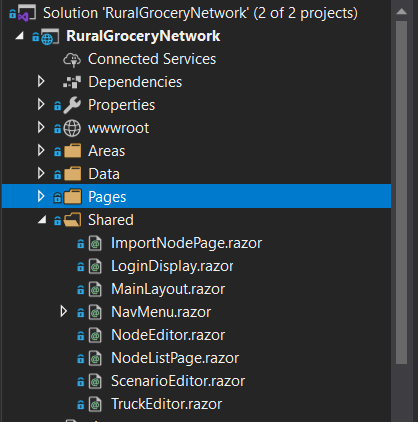 Solution 'RuralGroceryNetwork' (2 of 2 projects)
RuralGroceryNetwork
Connected Services
Dependencies
Properties
wwwroot
Areas
Data
Pages
Shared
ImportNodePage.razor
LoginDisplay.razor
MainLayout.razor
NavMenu.razor
NodeEditor.razor
NodeListPage.razor
ScenarioEditor.razor
TruckEditor.razor